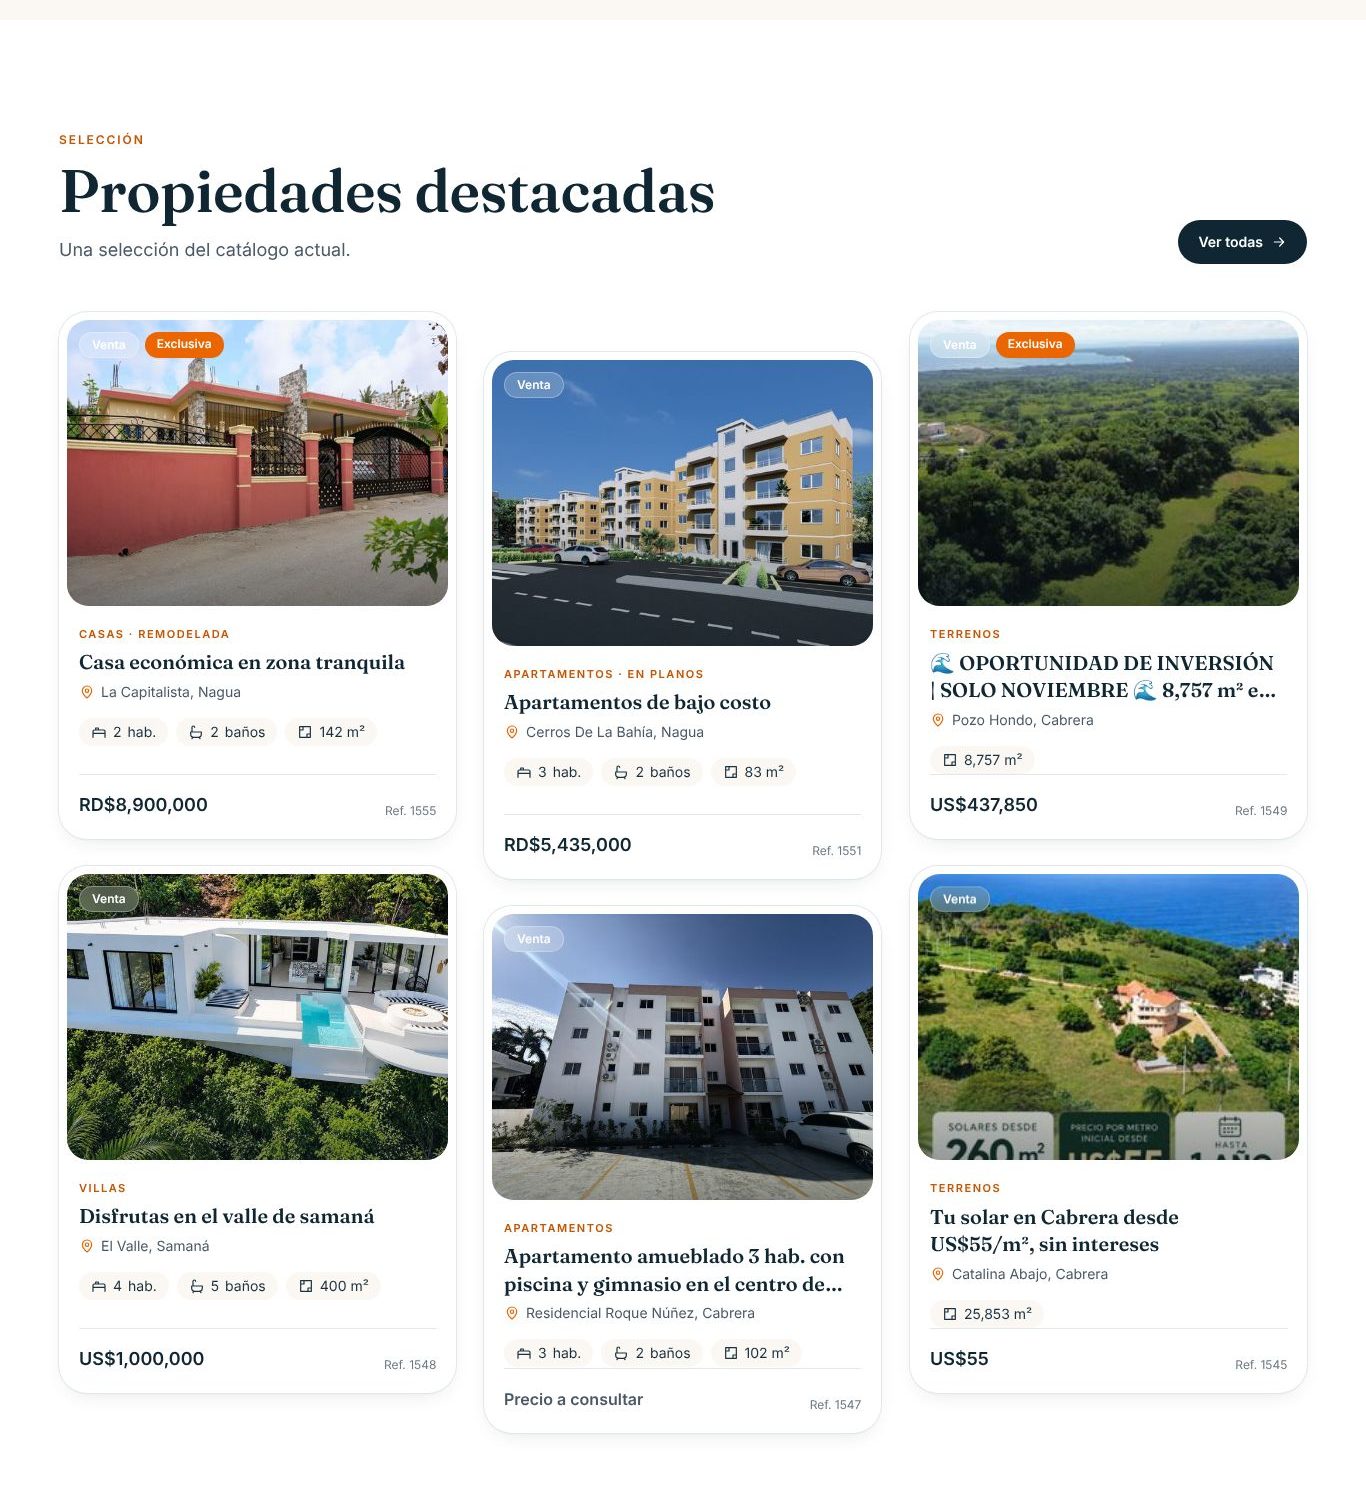 SELECCIÓN
Propiedades destacadas
Una selección del catálogo actual.
Ver todas →
Venta
Exclusiva
CASAS · REMODELADA
Casa económica en zona tranquila
La Capitalista, Nagua
2 hab.
2 baños
142 m²
RD$8,900,000
Ref. 1555
Venta
APARTAMENTOS · EN PLANOS
Apartamentos de bajo costo
Cerros De La Bahía, Nagua
3 hab.
2 baños
83 m²
RD$5,435,000
Ref. 1551
Venta
Exclusiva
TERRENOS
🌊 OPORTUNIDAD DE INVERSIÓN
| SOLO NOVIEMBRE 🌊 8,757 m² e...
Pozo Hondo, Cabrera
8,757 m²
US$437,850
Ref. 1549
Venta
VILLAS
Disfrutas en el valle de samaná
El Valle, Samaná
4 hab.
5 baños
400 m²
US$1,000,000
Ref. 1548
Venta
APARTAMENTOS
Apartamento amueblado 3 hab. con
piscina y gimnasio en el centro de...
Residencial Roque Núñez, Cabrera
3 hab.
2 baños
102 m²
Precio a consultar
Ref. 1547
Venta
SOLARES DESDE
260 m²
PRECIO POR METRO
INICIAL DESDE
US$55
HASTA
1 AÑO
TERRENOS
Tu solar en Cabrera desde
US$55/m², sin intereses
Catalina Abajo, Cabrera
25,853 m²
US$55
Ref. 1545